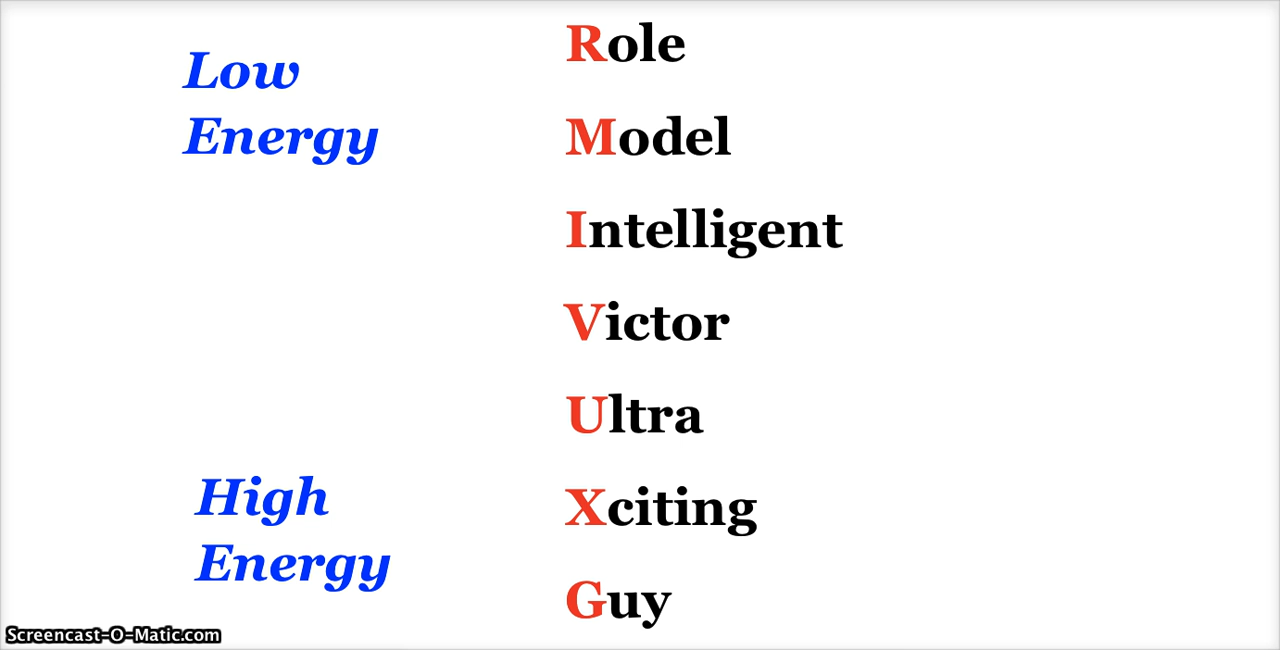 Low
Energy
Role
Model
Intelligent
Victor
Ultra
Xciting
Guy
High
Energy
Screencast-O-Matic.com